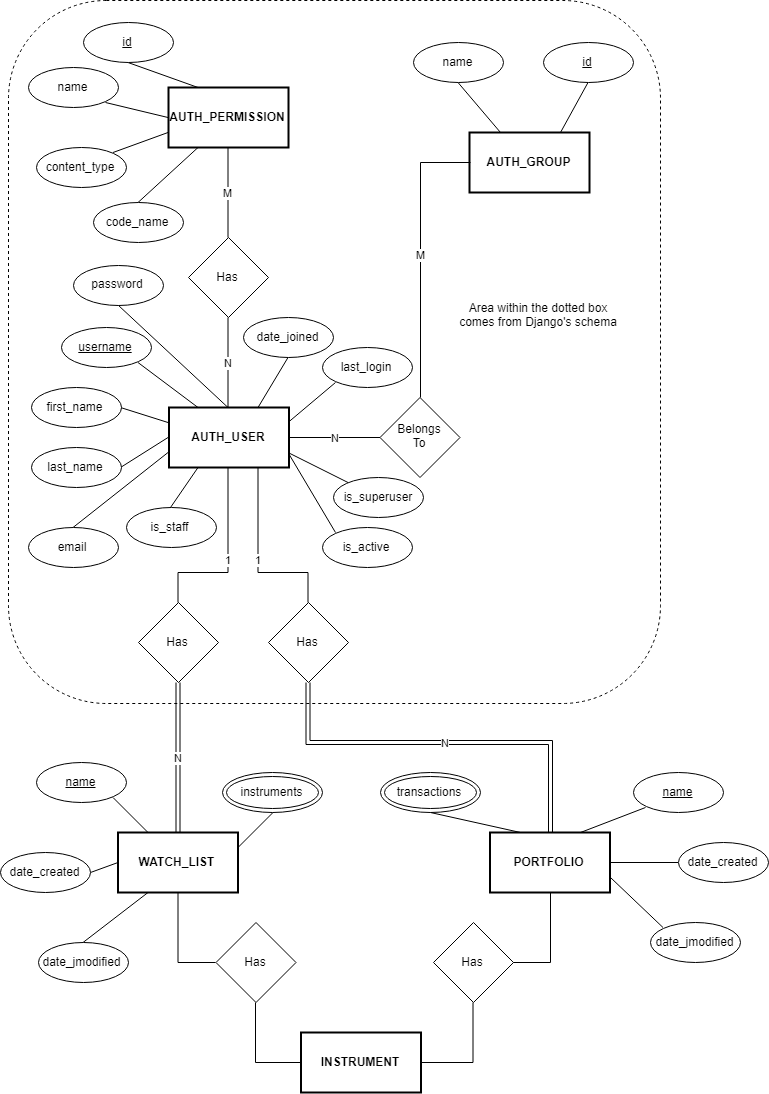 id
name
AUTH_PERMISSION
content_type
code_name
name
id
AUTH_GROUP
M
Has
M
Area within the dotted box
comes from Django's schema
password
username
date_joined
last_login
N
first_name
AUTH_USER
N
Belongs
To
last_name
is_superuser
is_staff
email
is_active
1
1
Has
Has
N
N
name
instruments
transactions
name
WATCH_LIST
PORTFOLIO
date_created
date_created
date_jmodified
date_jmodified
Has
Has
INSTRUMENT